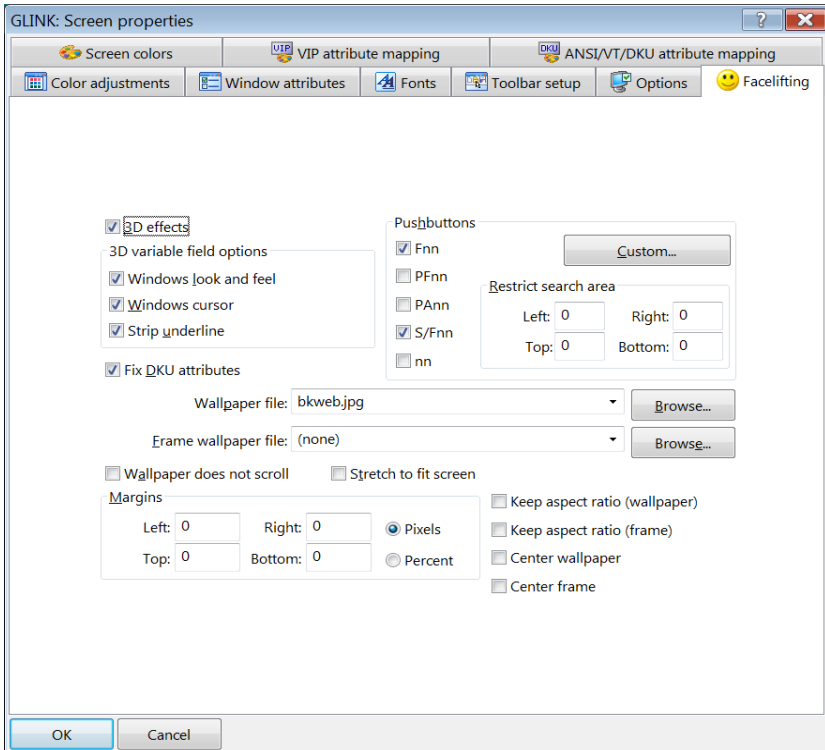 GLINK: Screen properties
?
Screen colors
VIP
VIP attribute mapping
DKU
ANSI/VT/DKU attribute mapping
Color adjustments
Window attributes
Fonts
Toolbar setup
Options
Facelifting
3D effects
3D variable field options
Windows look and feel
Windows cursor
Strip underline
Fix DKU attributes
Pushbuttons
Fnn
PFnn
PAnn
S/Fnn
nn
Custom...
Restrict search area
Left: 0 Right: 0
Top: 0 Bottom: 0
Wallpaper file: bkweb.jpg Browse...
Frame wallpaper file: (none) Browse...
Wallpaper does not scroll Stretch to fit screen
Margins
Left: 0 Right: 0 Pixels
Top: 0 Bottom: 0 Percent
Keep aspect ratio (wallpaper)
Keep aspect ratio (frame)
Center wallpaper
Center frame
OK Cancel